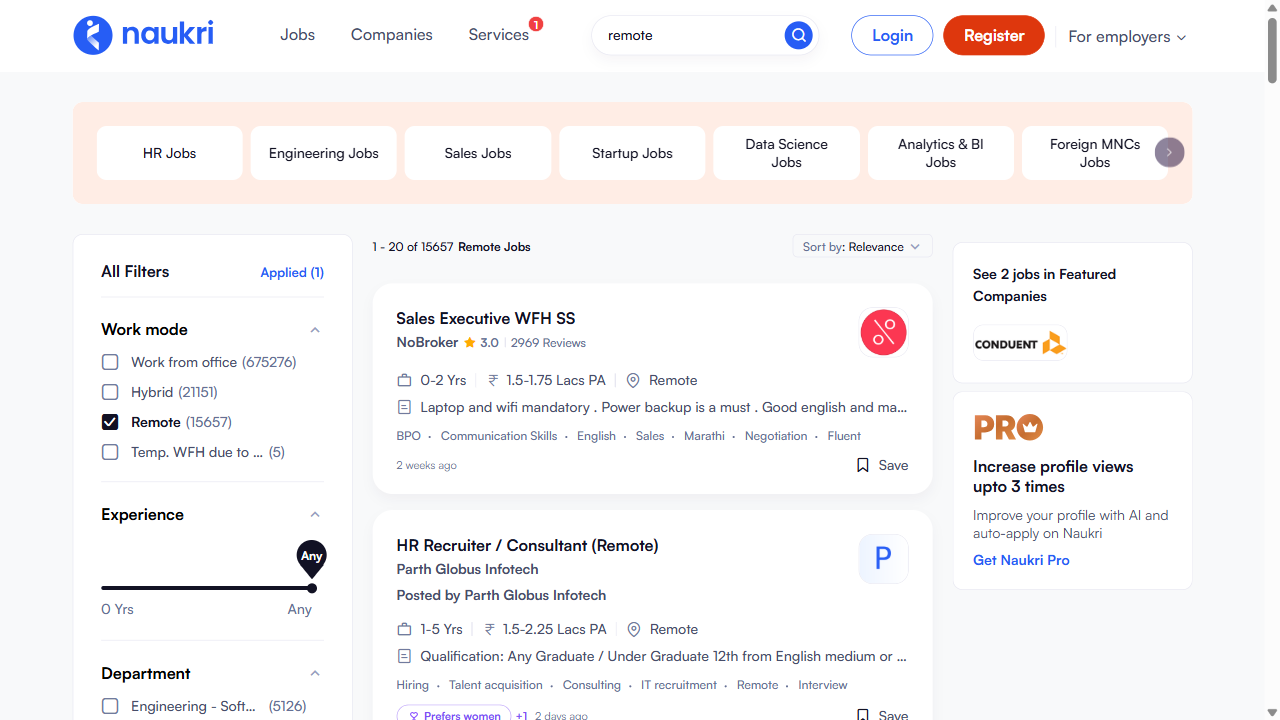 naukri
Jobs
Companies
Services
1
remote
Login
Register
For employers
HR Jobs
Engineering Jobs
Sales Jobs
Startup Jobs
Data Science
Jobs
Analytics & BI
Jobs
Foreign MNCs
Jobs
All Filters
Applied (1)
Work mode
Work from office (675276)
Hybrid (21151)
Remote (15657)
Temp. WFH due to ... (5)
Experience
Any
0 Yrs
Any
Department
Engineering - Soft... (5126)
1 - 20 of 15657 Remote Jobs
Sort by: Relevance
Sales Executive WFH SS
NoBroker 3.0 2969 Reviews
0-2 Yrs
₹ 1.5-1.75 Lacs PA
Remote
Laptop and wifi mandatory . Power backup is a must . Good english and ma...
BPO · Communication Skills · English · Sales · Marathi · Negotiation · Fluent
2 weeks ago
Save
HR Recruiter / Consultant (Remote)
Parth Globus Infotech
Posted by Parth Globus Infotech
P
1-5 Yrs
₹ 1.5-2.25 Lacs PA
Remote
Qualification: Any Graduate / Under Graduate 12th from English medium or ...
Hiring · Talent acquisition · Consulting · IT recruitment · Remote · Interview
Prefers women +1 2 days ago
Save
See 2 jobs in Featured
Companies
CONDUENT
PRO
Increase profile views
upto 3 times
Improve your profile with AI and
auto-apply on Naukri
Get Naukri Pro